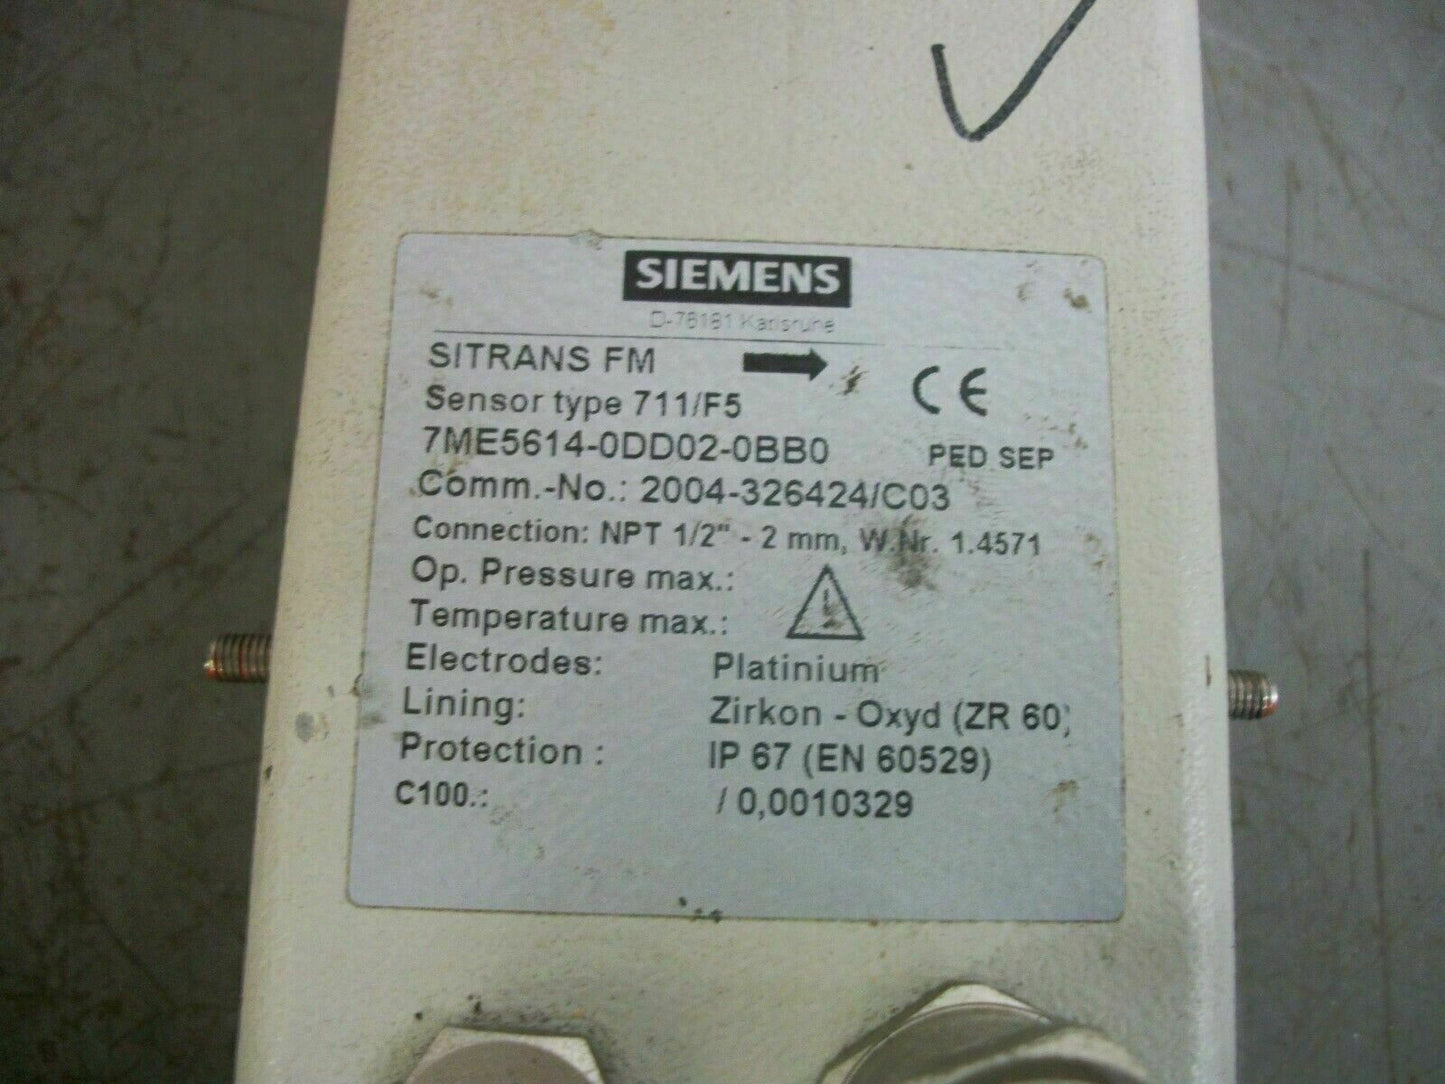 SIEMENS
D-76181 Karlsruhe
SITRANS FM
Sensor type 711/F5
CE
7ME5614-0DD02-0BB0
PED SEP
Comm.-No.: 2004-326424/C03
Connection: NPT 1/2" - 2 mm, W.Nr. 1.4571
Op. Pressure max.:
Temperature max.:
!
Electrodes: Platinium
Lining: Zirkon - Oxyd (ZR 60)
Protection : IP 67 (EN 60529)
C100.: / 0,0010329